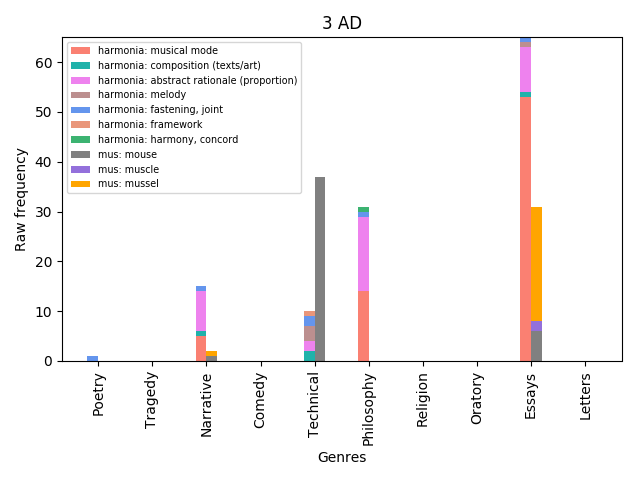 3 AD
harmonia: musical mode
harmonia: composition (texts/art)
harmonia: abstract rationale (proportion)
harmonia: melody
harmonia: fastening, joint
harmonia: framework
harmonia: harmony, concord
mus: mouse
mus: muscle
mus: mussel
Raw frequency
60
50
40
30
20
10
0
Poetry
Tragedy
Narrative
Comedy
Technical
Philosophy
Religion
Oratory
Essays
Letters
Genres